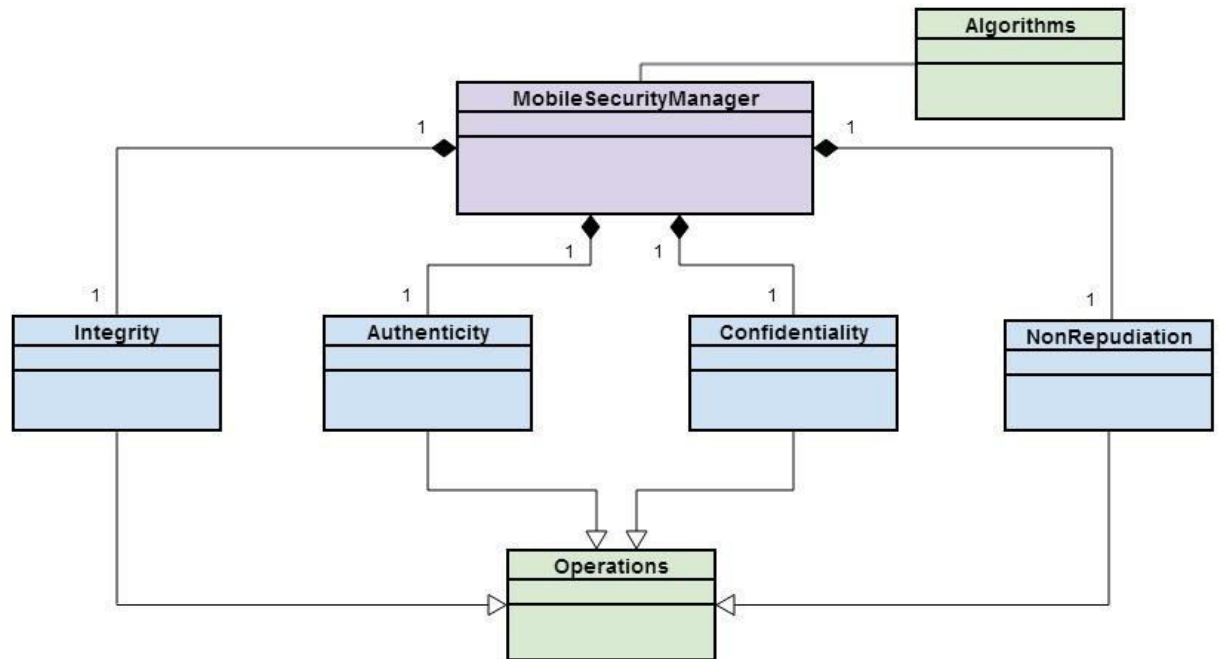 Algorithms
MobileSecurityManager
1
1
1
1
1
1
1
1
Integrity
Authenticity
Confidentiality
NonRepudiation
Operations